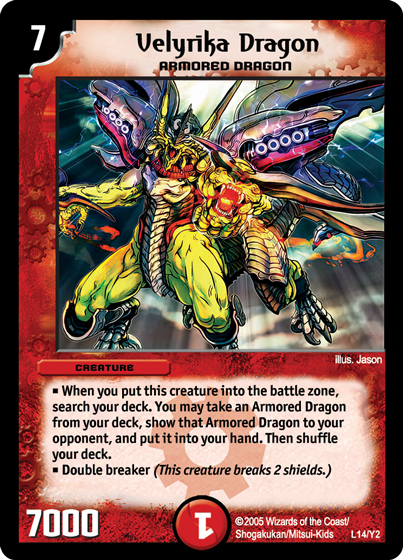 7
Velyrika Dragon
ARMORED DRAGON
illus. Jason
CREATURE
▪ When you put this creature into the battle zone,
search your deck. You may take an Armored Dragon
from your deck, show that Armored Dragon to your
opponent, and put it into your hand. Then shuffle
your deck.
▪ Double breaker (This creature breaks 2 shields.)
7000
1
©2005 Wizards of the Coast/
Shogakukan/Mitsui-Kids
L14/Y2